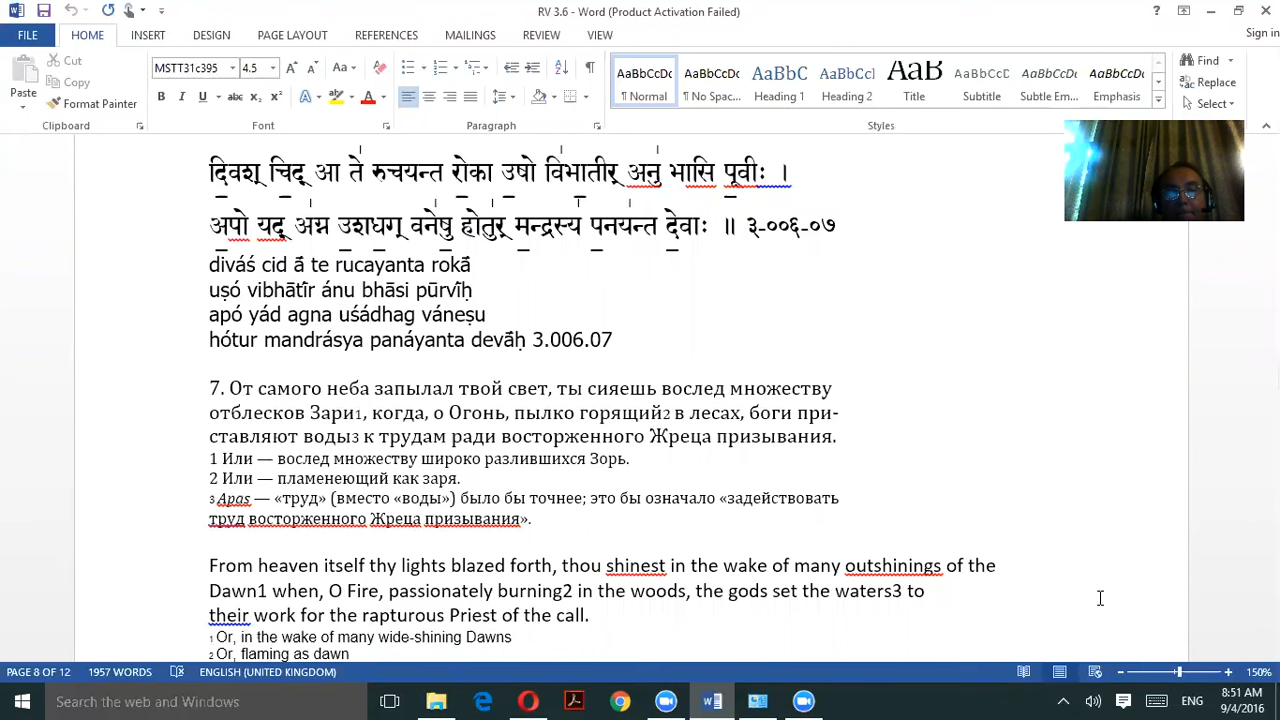 RV 3.6 - Word (Product Activation Failed)
Sign in
FILE HOME INSERT DESIGN PAGE LAYOUT REFERENCES MAILINGS REVIEW VIEW
Paste
Cut
Copy
Format Painter
MSTT31c395 4.5
AaBbCcDc AaBbCcDc AaBbC AaBbCcC AaB AaBbCcC AaBbCcDc AaBbCcDc
¶ Normal ¶ No Spac... Heading 1 Heading 2 Title Subtitle Subtle Em... Emphasis
Find
Replace
Select
Clipboard Font Paragraph Styles
दिवश् चिद् आ ते रुचयन्त रोका उषो विभातीर् अनु भासि पूर्वीः ।
अपो यद् अग्न उशधग् वनेषु होतुर् मन्द्रस्य पनयन्त देवाः ॥ ३-००६-०७
diváś cid ā́ te rucayanta rokā́
uṣó vibhātī́r ánu bhāsi pūrvī́ḥ
apó yád agna uśádhag váneṣu
hótur mandrásya panáyanta devā́ḥ 3.006.07
7. От самого неба запылал твой свет, ты сияешь вослед множеству
отблесков Зари1, когда, о Огонь, пылко горящий2 в лесах, боги при-
ставляют воды3 к трудам ради восторженного Жреца призывания.
1 Или — вослед множеству широко разлившихся Зорь.
2 Или — пламенеющий как заря.
3 Apas — «труд» (вместо «воды») было бы точнее; это бы означало «задействовать
труд восторженного Жреца призывания».
From heaven itself thy lights blazed forth, thou shinest in the wake of many outshinings of the
Dawn1 when, O Fire, passionately burning2 in the woods, the gods set the waters3 to
their work for the rapturous Priest of the call.
1 Or, in the wake of many wide-shining Dawns
2 Or, flaming as dawn
PAGE 8 OF 12 1957 WORDS ENGLISH (UNITED KINGDOM) 150%
Search the web and Windows
ENG
8:51 AM
9/4/2016